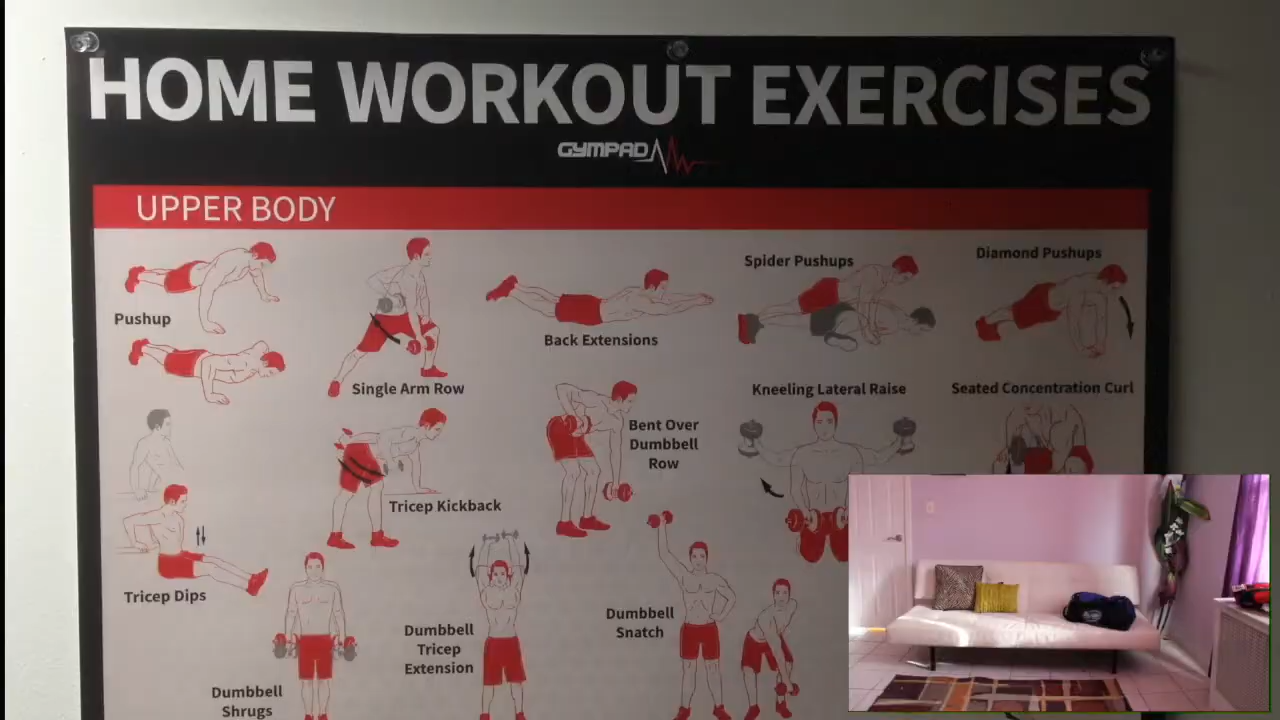 HOME WORKOUT EXERCISES
GYMPAD
UPPER BODY
Pushup
Single Arm Row
Back Extensions
Spider Pushups
Diamond Pushups
Tricep Dips
Tricep Kickback
Bent Over
Dumbbell
Row
Kneeling Lateral Raise
Seated Concentration Curl
Dumbbell
Shrugs
Dumbbell
Tricep
Extension
Dumbbell
Snatch